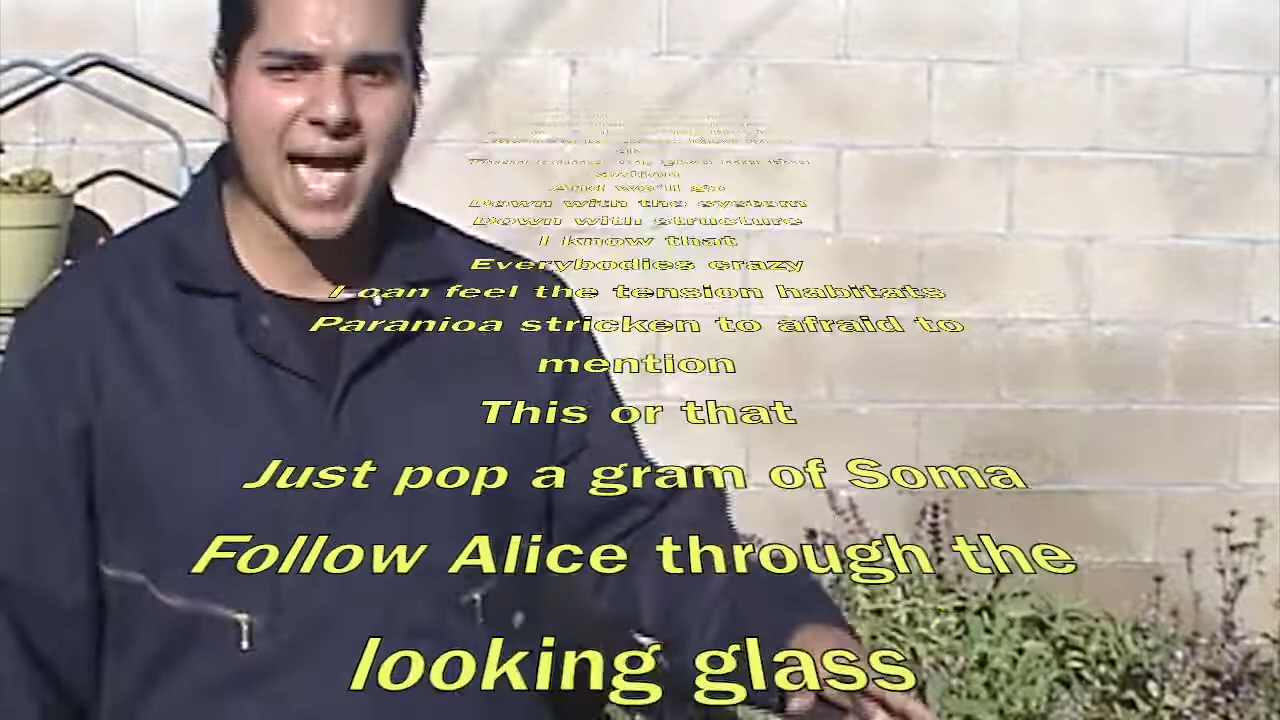 And we'll go
Down with the system
Down with structure
I know that
Everybodies crazy
I can feel the tension habitats
Paranioa stricken to afraid to
mention
This or that
Just pop a gram of Soma
Follow Alice through the
looking glass